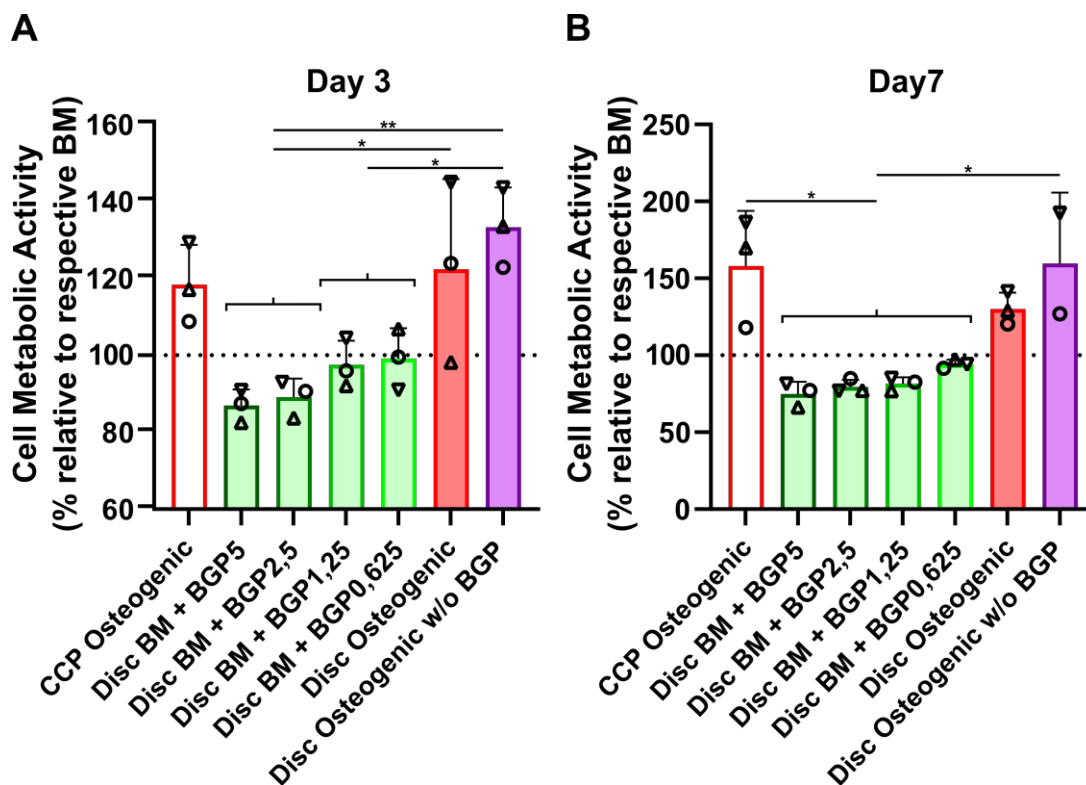 A
Day 3
Cell Metabolic Activity
(% relative to respective BM)
160
140
120
100
80
60
**
*
*
CCP Osteogenic
Disc BM + BGP5
Disc BM + BGP2,5
Disc BM + BGP1,25
Disc BM + BGP0,625
Disc Osteogenic
Disc Osteogenic w/o BGP
B
Day7
Cell Metabolic Activity
(% relative to respective BM)
250
200
150
100
50
0
*
*
CCP Osteogenic
Disc BM + BGP5
Disc BM + BGP2,5
Disc BM + BGP1,25
Disc BM + BGP0,625
Disc Osteogenic
Disc Osteogenic w/o BGP